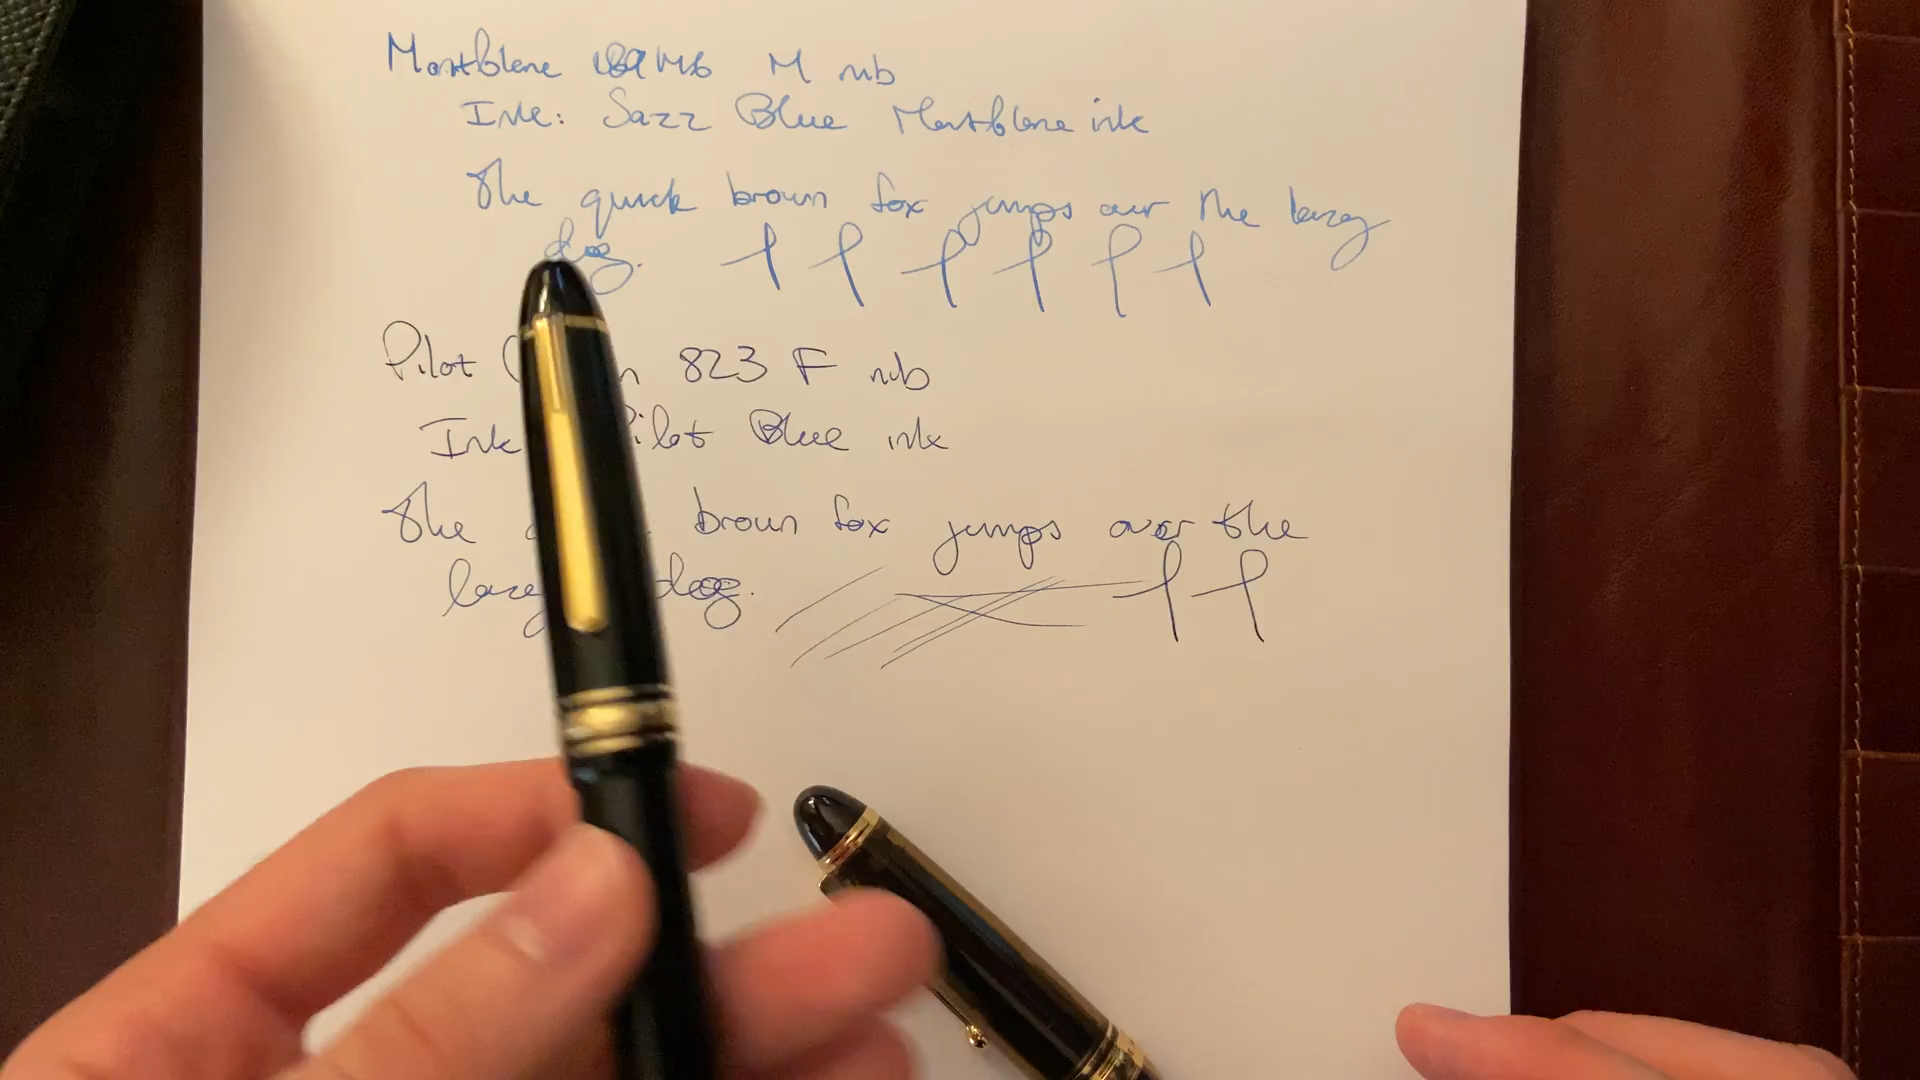 Montblanc 149 M nib
Ink: Jazz Blue Montblanc ink
The quick brown fox jumps over the lazy
dog.
Pilot 823 F nib
Ink Pilot Blue ink
The brown fox jumps over the
lazy dog.